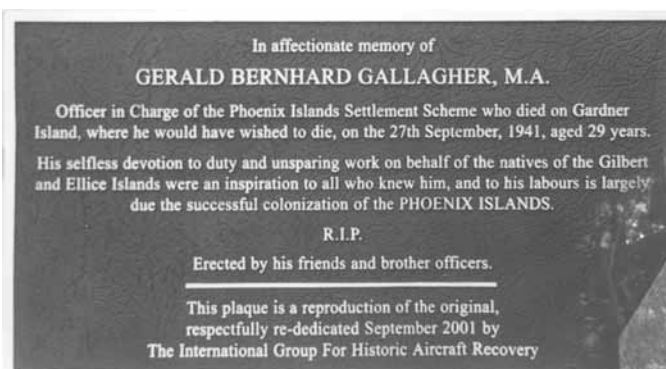 In affectionate memory of
GERALD BERNHARD GALLAGHER, M.A.
Officer in Charge of the Phoenix Islands Settlement Scheme who died on Gardner
Island, where he would have wished to die, on the 27th September, 1941, aged 29 years.
His selfless devotion to duty and unsparing work on behalf of the natives of the Gilbert
and Ellice Islands were an inspiration to all who knew him, and to his labours is largely
due the successful colonization of the PHOENIX ISLANDS.
R.I.P.
Erected by his friends and brother officers.
This plaque is a reproduction of the original,
respectfully re-dedicated September 2001 by
The International Group For Historic Aircraft Recovery